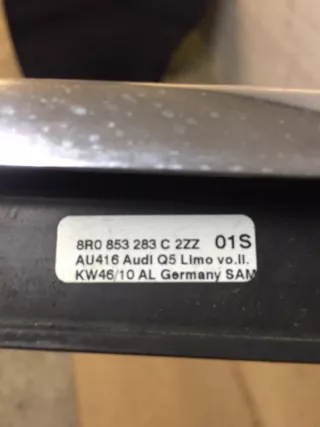 8R0 853 283 C 2ZZ 01S
AU416 Audi Q5 Limo vo.li.
KW46/10 AL Germany SAM